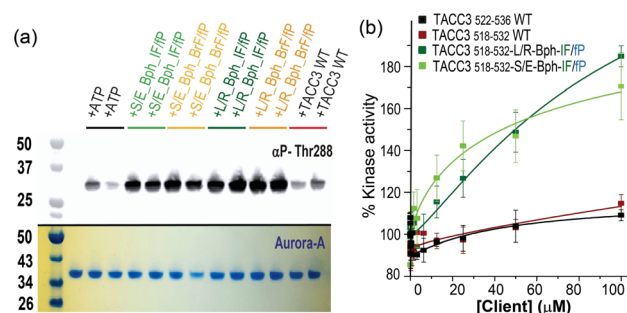 (a)
+ATP
+ATP
+S/E_Bph_IF/fP
+S/E_Bph_IF/fP
+S/E_Bph_BrF/fP
+S/E_Bph_BrF/fP
+L/R_Bph_IF/fP
+L/R_Bph_IF/fP
+L/R_Bph_BrF/fP
+L/R_Bph_BrF/fP
+TACC3 WT
+TACC3 WT
50
37
25
αP- Thr288
50
43
34
26
Aurora-A
(b)
TACC3 522-536 WT
TACC3 518-532 WT
TACC3 518-532-L/R-Bph-IF/fP
TACC3 518-532-S/E-Bph-IF/fP
% Kinase activity
200
180
160
140
120
100
80
0 20 40 60 80 100
[Client] (μM)